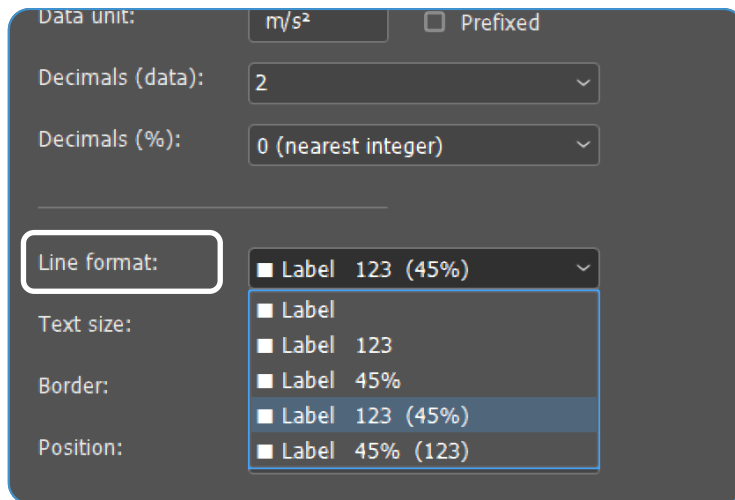 Data unit: m/s² Prefixed
Decimals (data): 2
Decimals (%): 0 (nearest integer)
Line format: Label 123 (45%)
Label
Text size: Label 123
Label 45%
Border: Label 123 (45%)
Position: Label 45% (123)